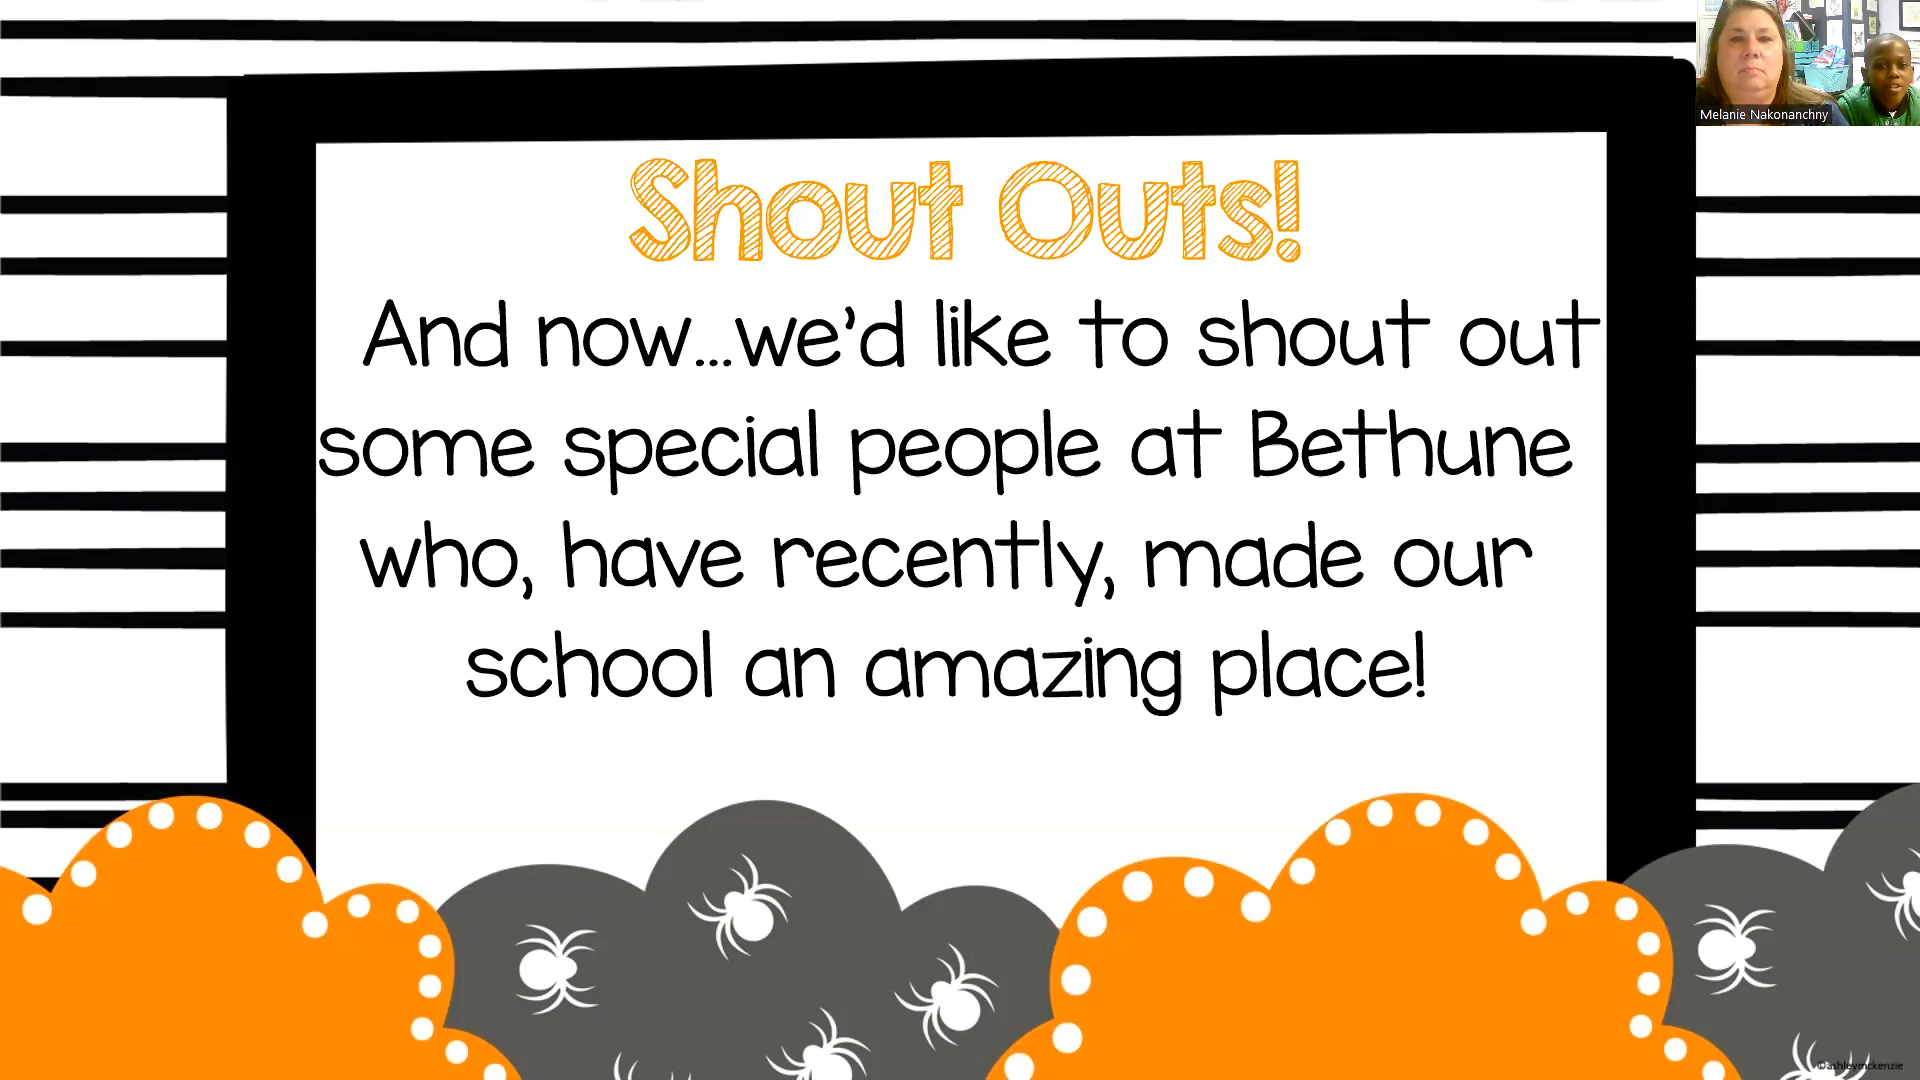 Melanie Nakonanchny
Shout Outs!
And now...we'd like to shout out
some special people at Bethune
who, have recently, made our
school an amazing place!
©ashleymckenzie